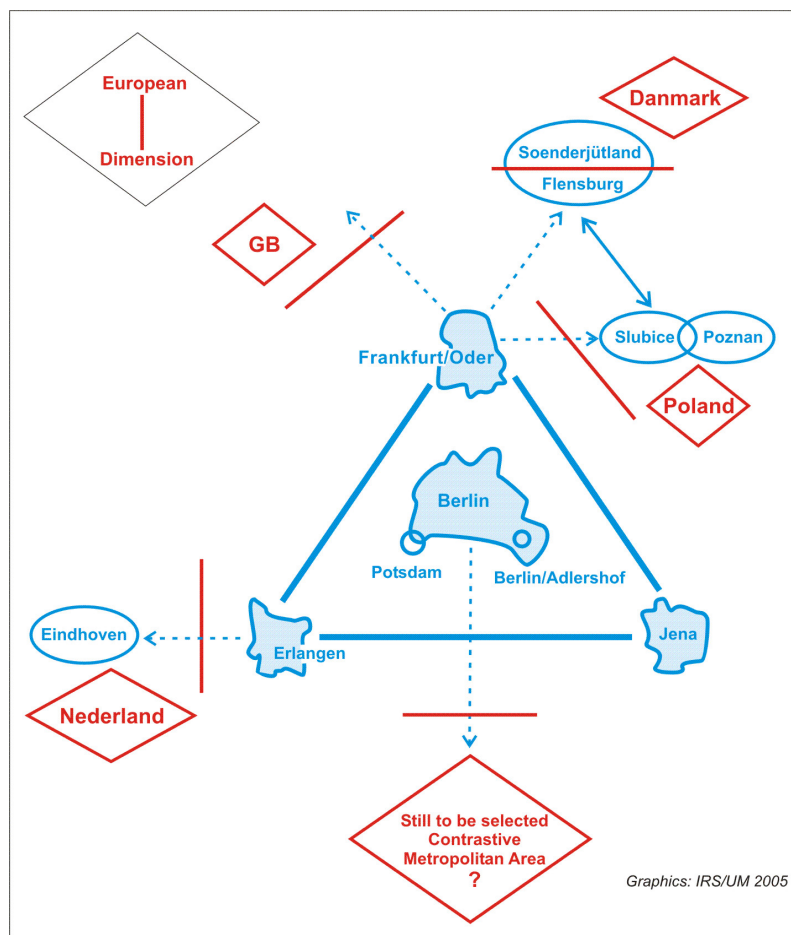 European
Dimension
Danmark
Soenderjütland
Flensburg
GB
Slubice
Poznan
Frankfurt/Oder
Poland
Berlin
Potsdam
Berlin/Adlershof
Eindhoven
Erlangen
Jena
Nederland
Still to be selected
Contrastive
Metropolitan Area
?
Graphics: IRS/UM 2005